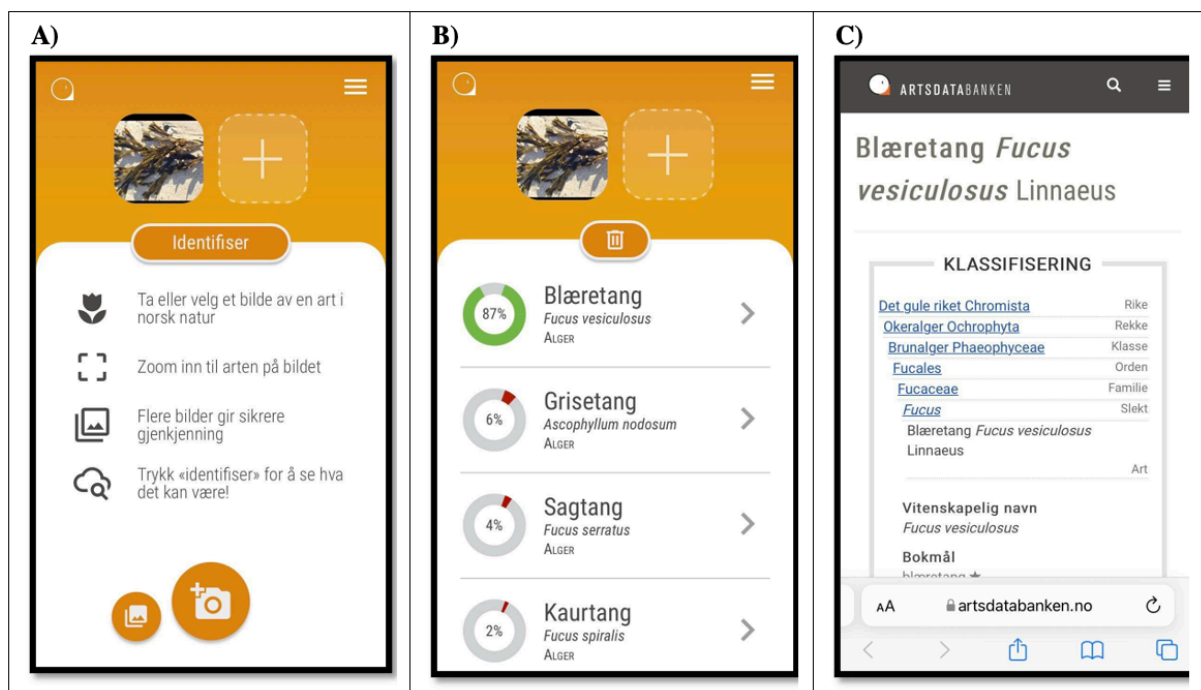 A)
Identifiser
Ta eller velg et bilde av en art i
norsk natur
Zoom inn til arten på bildet
Flere bilder gir sikrere
gjenkjenning
Trykk «identifiser» for å se hva
det kan være!
B)
87%
Blæretang
Fucus vesiculosus
ALGER
6%
Grisetang
Ascophyllum nodosum
ALGER
4%
Sagtang
Fucus serratus
ALGER
2%
Kaurtang
Fucus spiralis
ALGER
C)
ARTSDATABANKEN
Blæretang Fucus
vesiculosus Linnaeus
KLASSIFISERING
Det gule riket Chromista Rike
Okeralger Ochrophyta Rekke
Brunalger Phaeophyceae Klasse
Fucales Orden
Fucaceae Familie
Fucus Slekt
Blæretang Fucus vesiculosus
Linnaeus
Art
Vitenskapelig navn
Fucus vesiculosus
Bokmål
blæretang ★
AA artsdatabanken.no